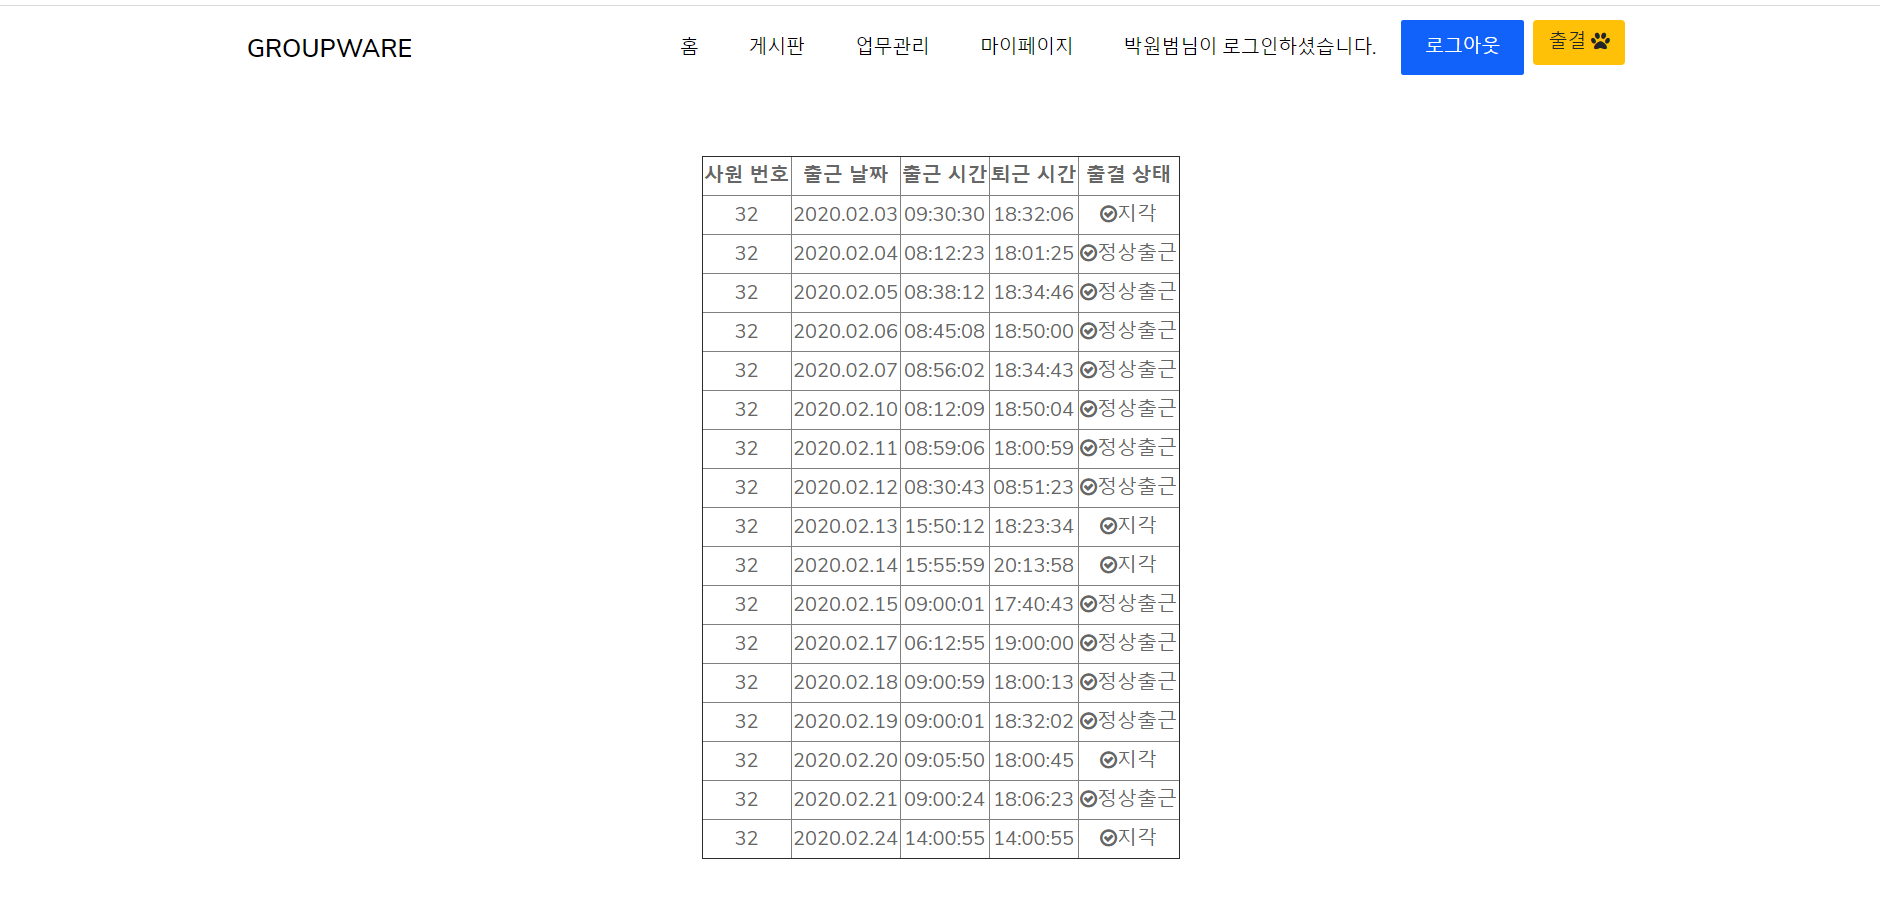 GROUPWARE 홈 게시판 업무관리 마이페이지 박원범님이 로그인하셨습니다. 로그아웃 출결
사원 번호 출근 날짜 출근 시간 퇴근 시간 출결 상태
32 2020.02.03 09:30:30 18:32:06 지각
32 2020.02.04 08:12:23 18:01:25 정상출근
32 2020.02.05 08:38:12 18:34:46 정상출근
32 2020.02.06 08:45:08 18:50:00 정상출근
32 2020.02.07 08:56:02 18:34:43 정상출근
32 2020.02.10 08:12:09 18:50:04 정상출근
32 2020.02.11 08:59:06 18:00:59 정상출근
32 2020.02.12 08:30:43 08:51:23 정상출근
32 2020.02.13 15:50:12 18:23:34 지각
32 2020.02.14 15:55:59 20:13:58 지각
32 2020.02.15 09:00:01 17:40:43 정상출근
32 2020.02.17 06:12:55 19:00:00 정상출근
32 2020.02.18 09:00:59 18:00:13 정상출근
32 2020.02.19 09:00:01 18:32:02 정상출근
32 2020.02.20 09:05:50 18:00:45 지각
32 2020.02.21 09:00:24 18:06:23 정상출근
32 2020.02.24 14:00:55 14:00:55 지각